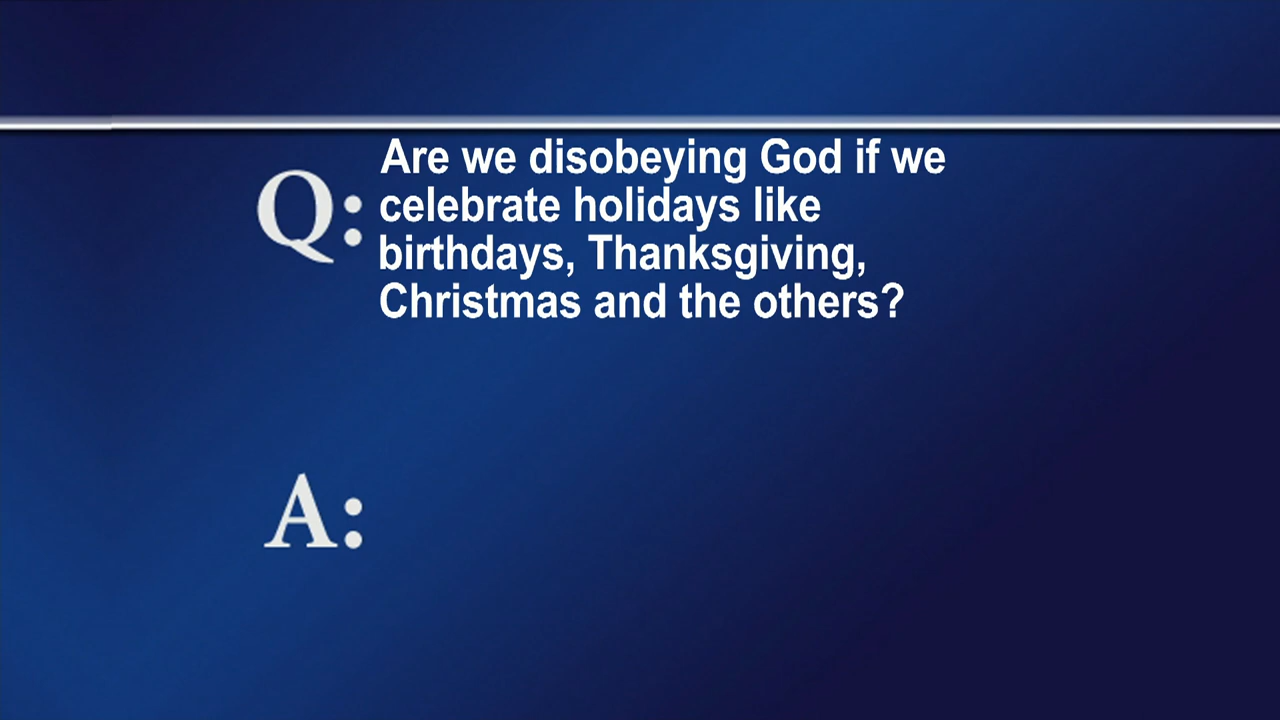 Q: Are we disobeying God if we
celebrate holidays like
birthdays, Thanksgiving,
Christmas and the others?
A: